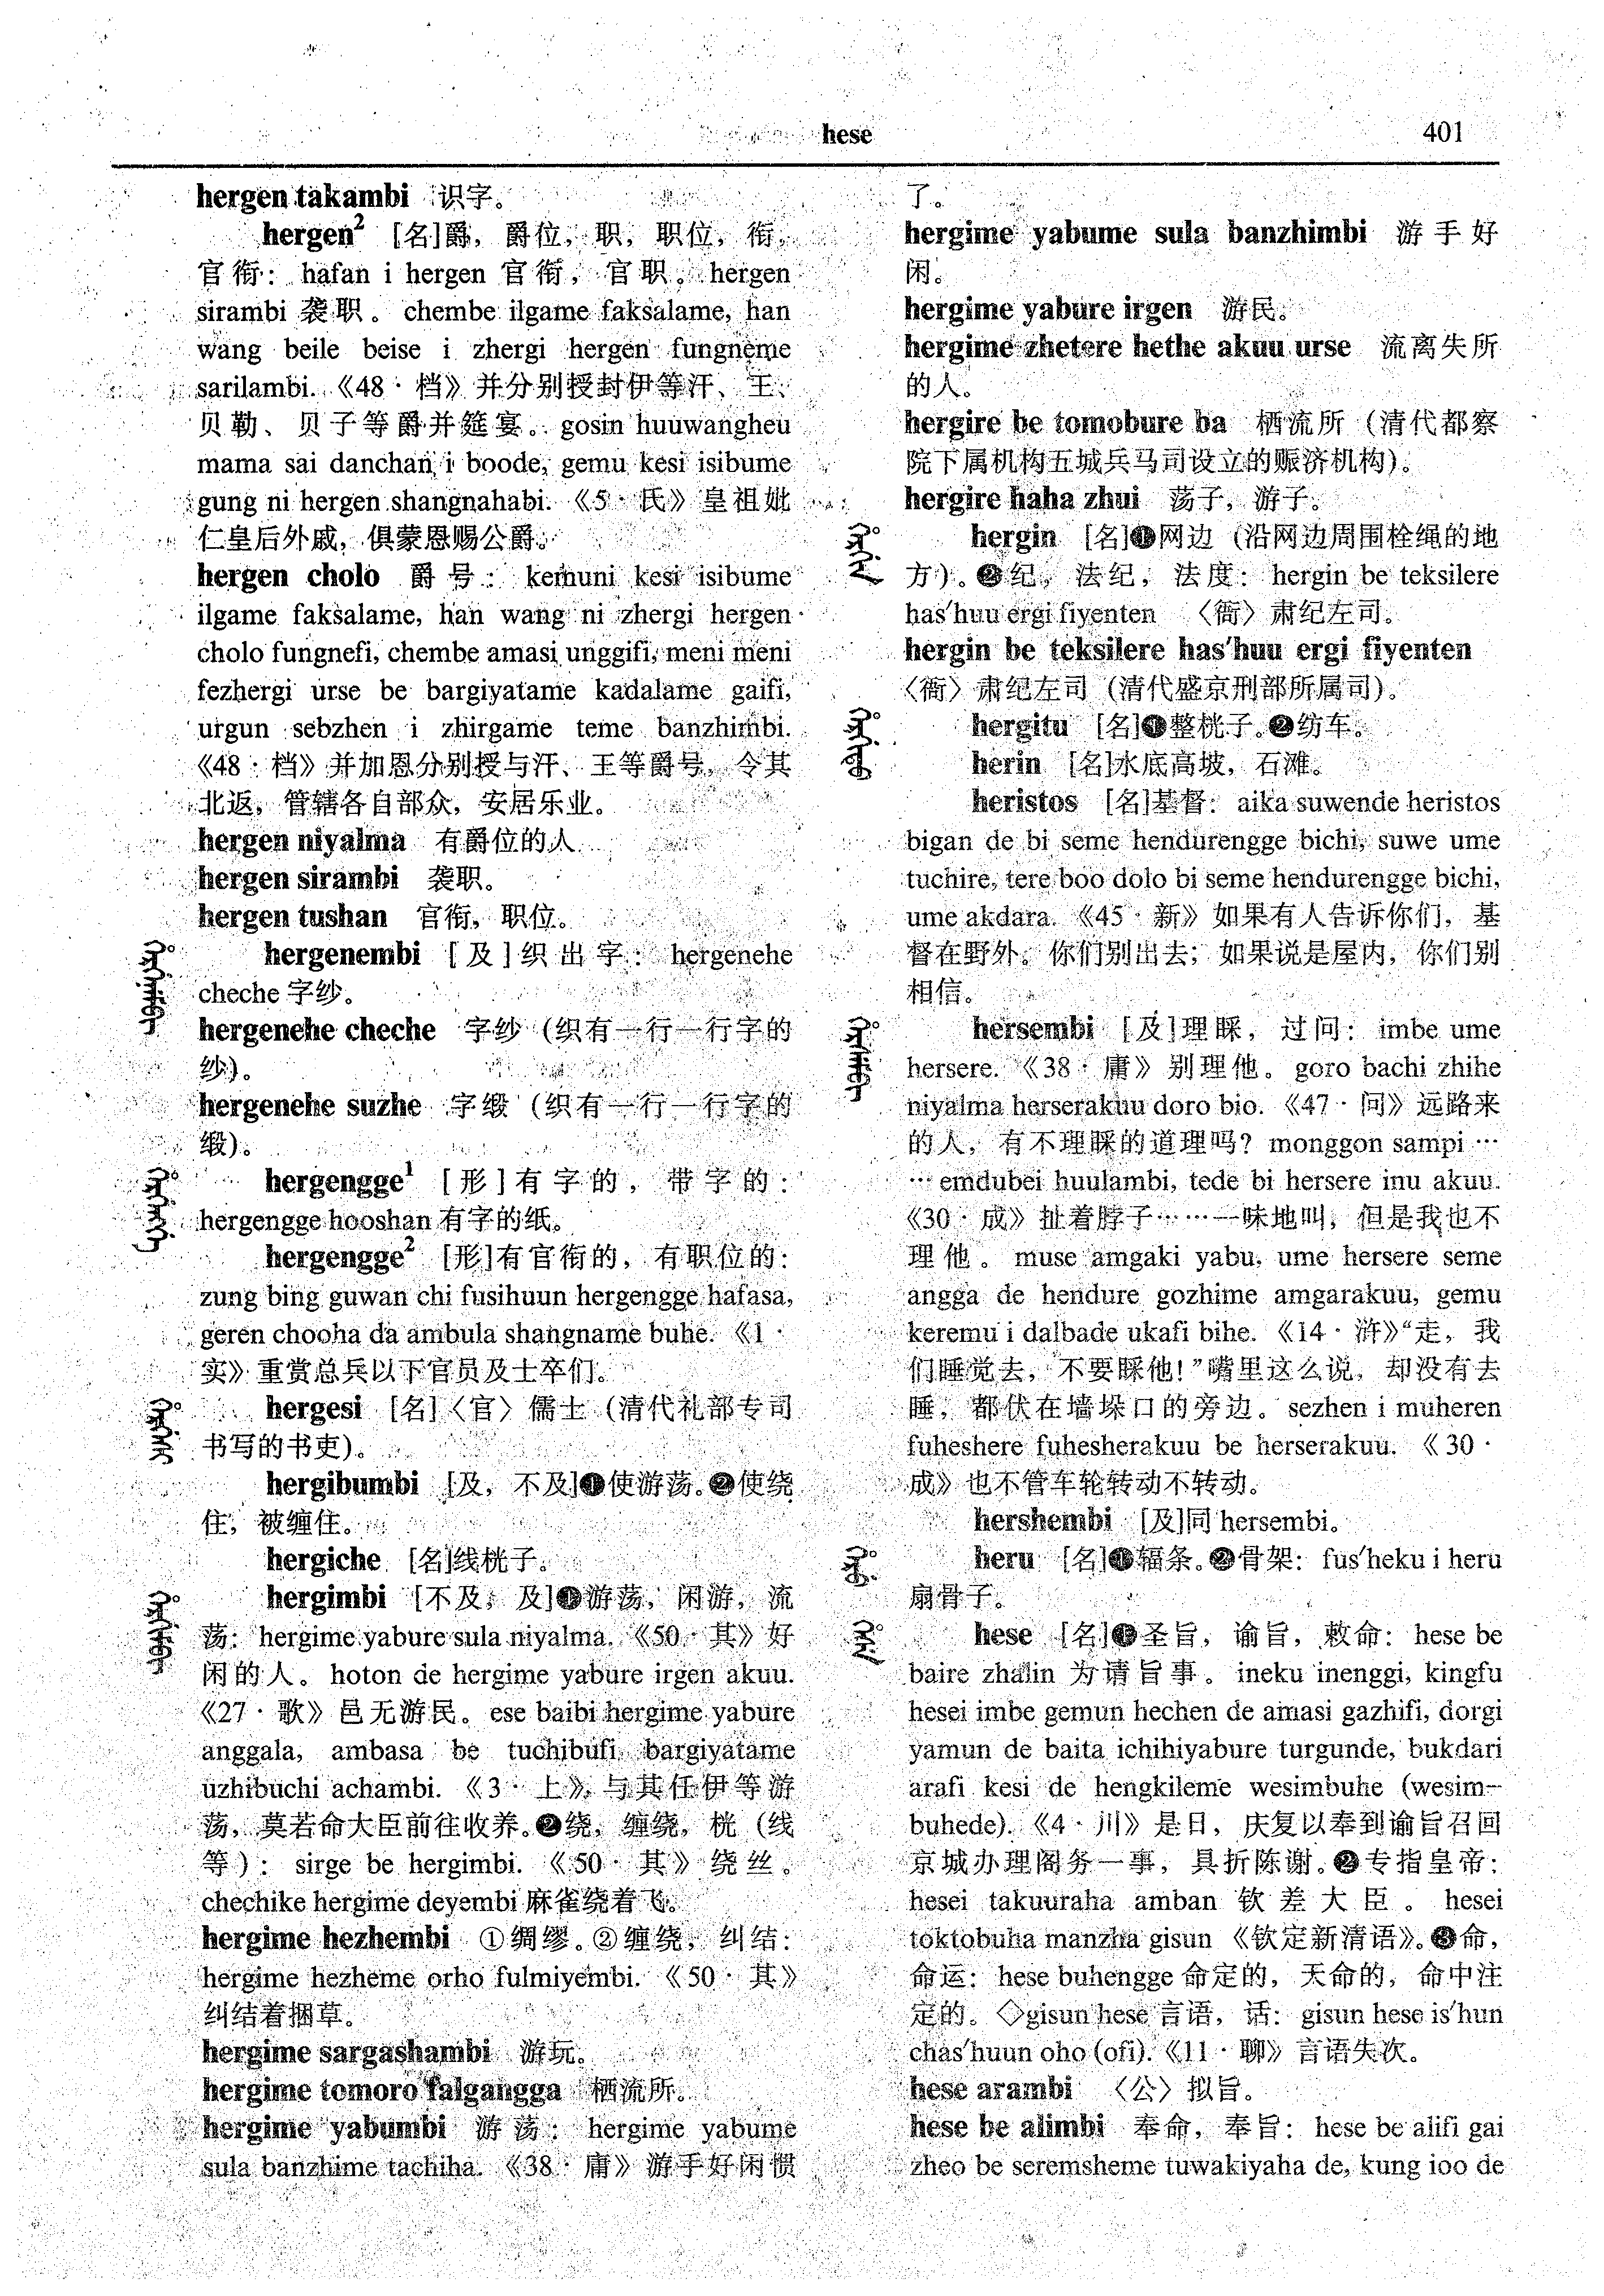 hese
401
hergen takambi 识字。
hergen² [名]爵，爵位，职，职位，衔，
官衔：hafan i hergen 官衔，官职。hergen
sirambi 袭职。chembe ilgame faksalame, han
wang beile beise i zhergi hergen fungneme
sarilambi.《48·档》并分别授封伊等汗、王、
贝勒、贝子等爵并筵宴。gosin huuwangheu
mama sai danchan i boode, gemu kesi isibume
gung ni hergen shangnahabi.《5·氏》皇祖妣
仁皇后外戚，俱蒙恩赐公爵。
hergen cholo 爵号：kemuni kesi isibume
ilgame faksalame, han wang ni zhergi hergen
cholo fungnefi, chembe amasi unggifi, meni meni
fezhergi urse be bargiyatame kadalame gaifi,
urgun sebzhen i zhirgame teme banzhimbi.
《48·档》并加恩分别授与汗、王等爵号，令其
北返，管辖各自部众，安居乐业。
hergen niyalma 有爵位的人
hergen sirambi 袭职。
hergen tushan 官衔，职位。
hergenembi [及]织出字：hergenehe
cheche 字纱。
hergenehe cheche 字纱（织有一行一行字的
纱）。
hergenehe suzhe 字缎（织有一行一行字的
缎）。
hergengge¹ [形]有字的，带字的：
hergengge hooshan 有字的纸。
hergengge² [形]有官衔的，有职位的：
zung bing guwan chi fusihuun hergengge hafasa,
geren chooha da ambula shangname buhe.《1·
实》重赏总兵以下官员及士卒们。
hergesi [名]〈官〉儒士（清代礼部专司
书写的书吏）。
hergibumbi [及，不及]❶使游荡。❷使绕
住，被缠住。
hergiche [名]线桄子。
hergimbi [不及，及]❶游荡，闲游，流
荡：hergime yabure sula niyalma.《50·其》好
闲的人。hoton de hergime yabure irgen akuu.
《27·歌》邑无游民。ese baibi hergime yabure
anggala, ambasa be tuchibufi bargiyatame
uzhibuchi achambi.《3·上》与其任伊等游
荡，莫若命大臣前往收养。❷绕，缠绕，桄（线
等）：sirge be hergimbi.《50·其》绕丝。
chechike hergime deyembi 麻雀绕着飞。
hergime hezhembi ①绸缪。②缠绕，纠结：
hergime hezheme orho fulmiyembi.《50·其》
纠结着捆草。
hergime sargashambi 游玩。
hergime tomoro falgangga 栖流所。
hergime yabumbi 游荡：hergime yabume
sula banzhime tachiha.《38·庸》游手好闲惯
了。
hergime yabume sula banzhimbi 游手好
闲。
hergime yabure irgen 游民。
hergime zhetere hethe akuu urse 流离失所
的人。
hergire be tomobure ba 栖流所（清代都察
院下属机构五城兵马司设立的赈济机构）。
hergire haha zhui 荡子，游子。
hergin [名]❶网边（沿网边周围栓绳的地
方）。❷纪，法纪，法度：hergin be teksilere
has'huu ergi fiyenten 〈衙〉肃纪左司。
hergin be teksilere has'huu ergi fiyenten
〈衙〉肃纪左司（清代盛京刑部所属司）。
hergitu [名]❶整桄子。❷纺车。
herin [名]水底高坡，石滩。
heristos [名]基督：aika suwende heristos
bigan de bi seme hendurengge bichi, suwe ume
tuchire, tere boo dolo bi seme hendurengge bichi,
ume akdara.《45·新》如果有人告诉你们，基
督在野外，你们别出去；如果说是屋内，你们别
相信。
hersembi [及]理睬，过问：imbe ume
hersere.《38·庸》别理他。goro bachi zhihe
niyalma herserakuu doro bio.《47·问》远路来
的人，有不理睬的道理吗？monggon sampi …
… emdubei huulambi, tede bi hersere inu akuu.
《30·成》扯着脖子……一味地叫，但是我也不
理他。muse amgaki yabu, ume hersere seme
angga de hendure gozhime amgarakuu, gemu
keremu i dalbade ukafi bihe.《14·浒》“走，我
们睡觉去，不要睬他！”嘴里这么说，却没有去
睡，都伏在墙垛口的旁边。sezhen i muheren
fuheshere fuhesherakuu be herserakuu.《30·
成》也不管车轮转动不转动。
hershembi [及]同 hersembi。
heru [名]❶辐条。❷骨架：fus'heku i heru
扇骨子。
hese [名]❶圣旨，谕旨，敕命：hese be
baire zhalin 为请旨事。ineku inenggi, kingfu
hesei imbe gemun hechen de amasi gazhifi, dorgi
yamun de baita ichihiyabure turgunde, bukdari
arafi kesi de hengkileme wesimbuhe (wesim-
buhede).《4·川》是日，庆复以奉到谕旨召回
京城办理阁务一事，具折陈谢。❷专指皇帝：
hesei takuuraha amban 钦差大臣。hesei
toktobuha manzha gisun《钦定新清语》。❸命，
命运：hese buhengge 命定的，天命的，命中注
定的。◇gisun hese 言语，话：gisun hese is'hun
chas'huun oho (ofi).《11·聊》言语失次。
hese arambi 〈公〉拟旨。
hese be alimbi 奉命，奉旨：hese be alifi gai
zheo be seremsheme tuwakiyaha de, kung ioo de